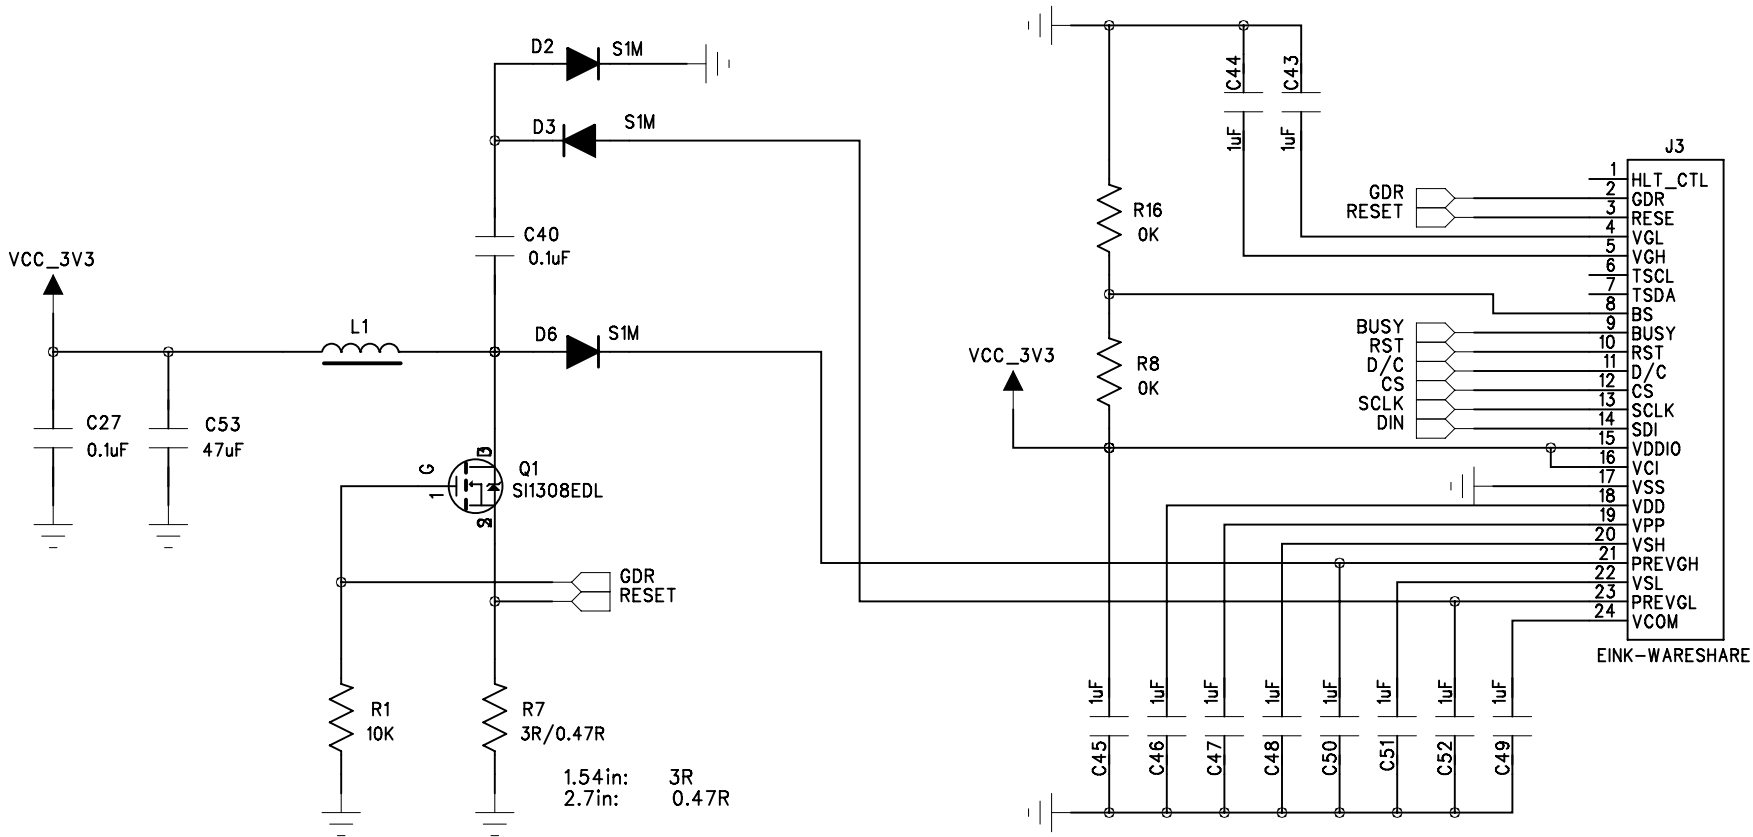 D2 S1M
D3 S1M
C40
0.1uF
VCC_3V3
L1
D6 S1M
C27
0.1uF
C53
47uF
G
1
3
Q1
SI1308EDL
GDR
RESET
R1
10K
R7
3R/0.47R
1.54in: 3R
2.7in: 0.47R
C44
1uF
C43
1uF
R16
0K
VCC_3V3
R8
0K
GDR
RESET
BUSY
RST
D/C
CS
SCLK
DIN
J3
1 HLT_CTL
2 GDR
3 RESE
4 VGL
5 VGH
6 TSCL
7 TSDA
8 BS
9 BUSY
10 RST
11 D/C
12 CS
13 SCLK
14 SDI
15 VDDIO
16 VCI
17 VSS
18 VDD
19 VPP
20 VSH
21 PREVGH
22 VSL
23 PREVGL
24 VCOM
EINK-WARESHARE
1uF
C45
1uF
C46
1uF
C47
1uF
C48
1uF
C50
1uF
C51
1uF
C52
1uF
C49